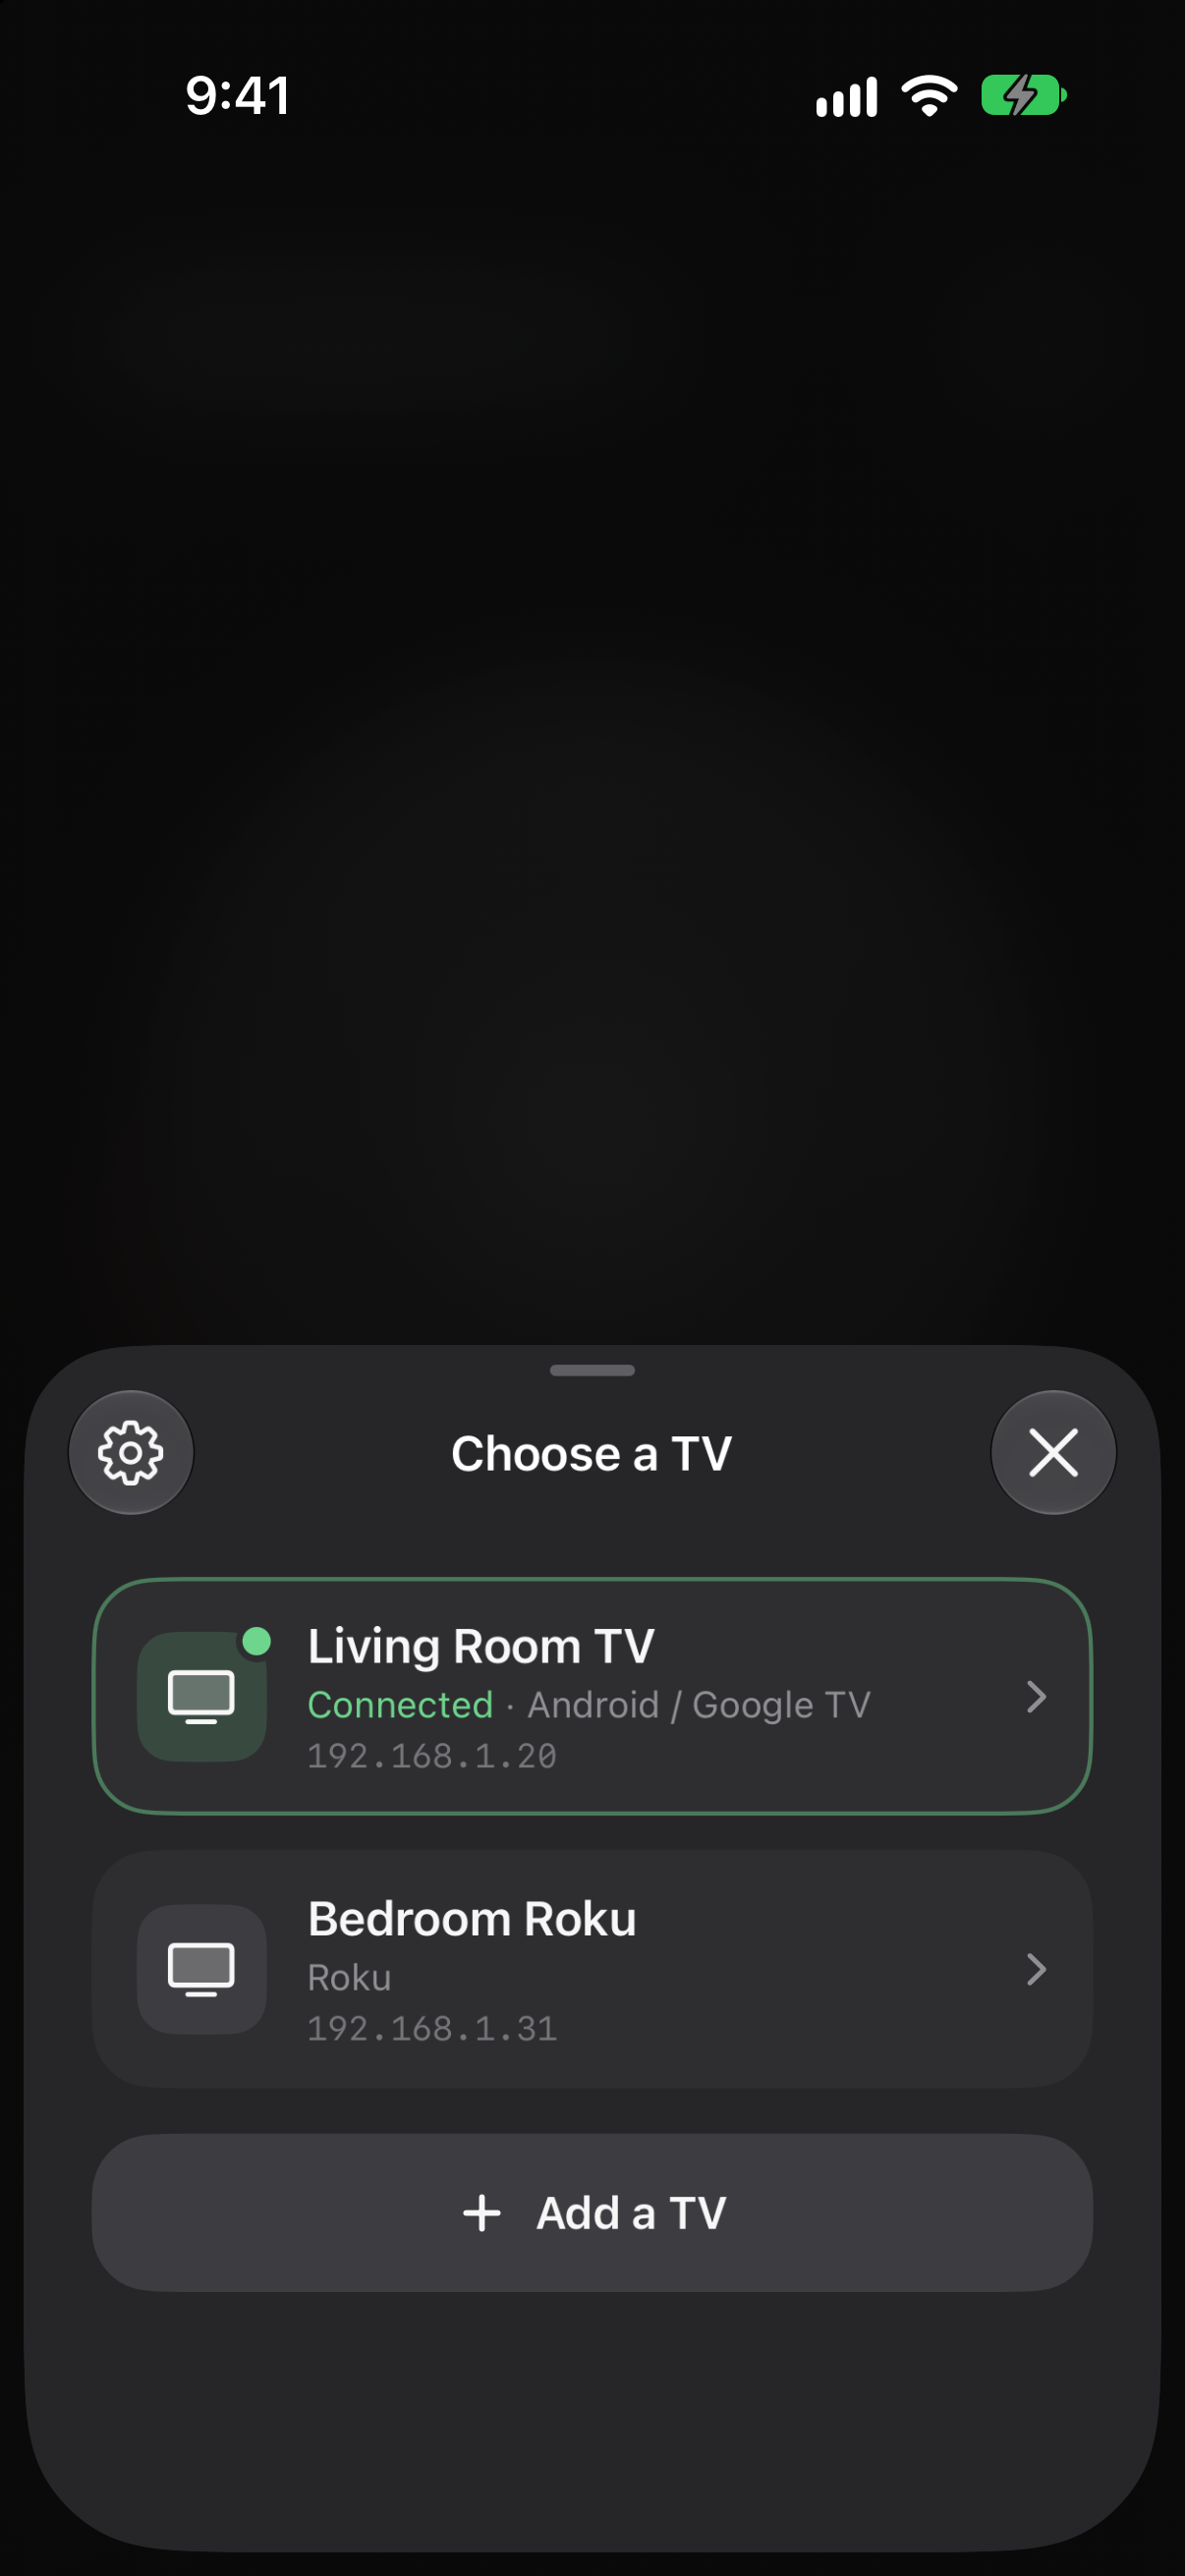 9:41
Choose a TV
Living Room TV
Connected · Android / Google TV
192.168.1.20
Bedroom Roku
Roku
192.168.1.31
Add a TV